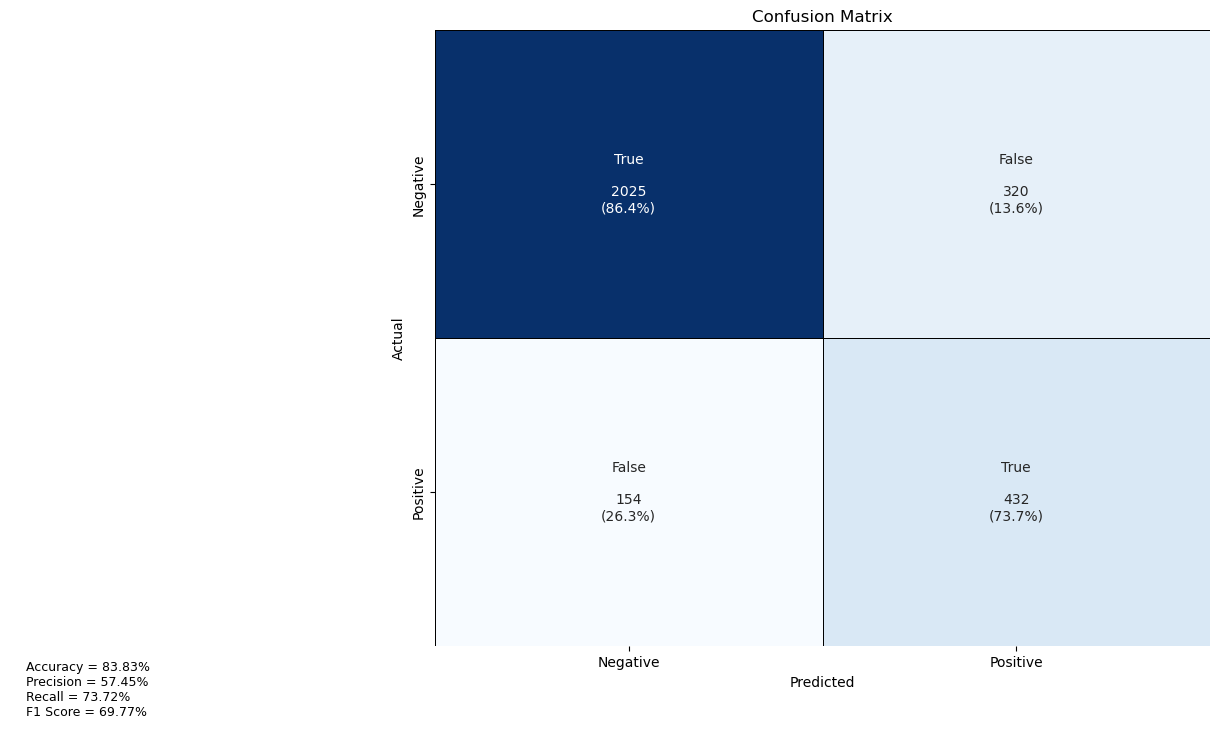 Confusion Matrix
True
2025
(86.4%)
False
320
(13.6%)
Negative
Actual
False
154
(26.3%)
True
432
(73.7%)
Positive
Negative
Positive
Predicted
Accuracy = 83.83%
Precision = 57.45%
Recall = 73.72%
F1 Score = 69.77%